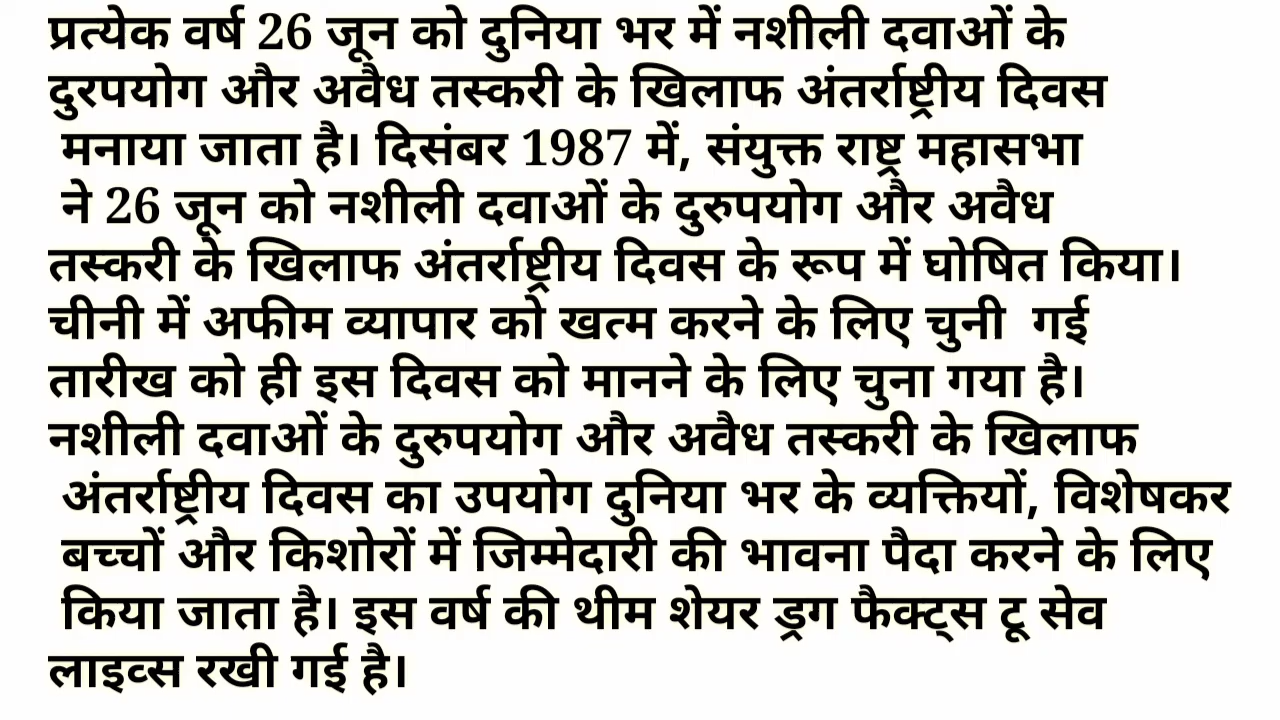 प्रत्येक वर्ष 26 जून को दुनिया भर में नशीली दवाओं के
दुरपयोग और अवैध तस्करी के खिलाफ अंतर्राष्ट्रीय दिवस
मनाया जाता है। दिसंबर 1987 में, संयुक्त राष्ट्र महासभा
ने 26 जून को नशीली दवाओं के दुरुपयोग और अवैध
तस्करी के खिलाफ अंतर्राष्ट्रीय दिवस के रूप में घोषित किया।
चीनी में अफीम व्यापार को खत्म करने के लिए चुनी गई
तारीख को ही इस दिवस को मानने के लिए चुना गया है।
नशीली दवाओं के दुरुपयोग और अवैध तस्करी के खिलाफ
अंतर्राष्ट्रीय दिवस का उपयोग दुनिया भर के व्यक्तियों, विशेषकर
बच्चों और किशोरों में जिम्मेदारी की भावना पैदा करने के लिए
किया जाता है। इस वर्ष की थीम शेयर ड्रग फैक्ट्स टू सेव
लाइव्स रखी गई है।